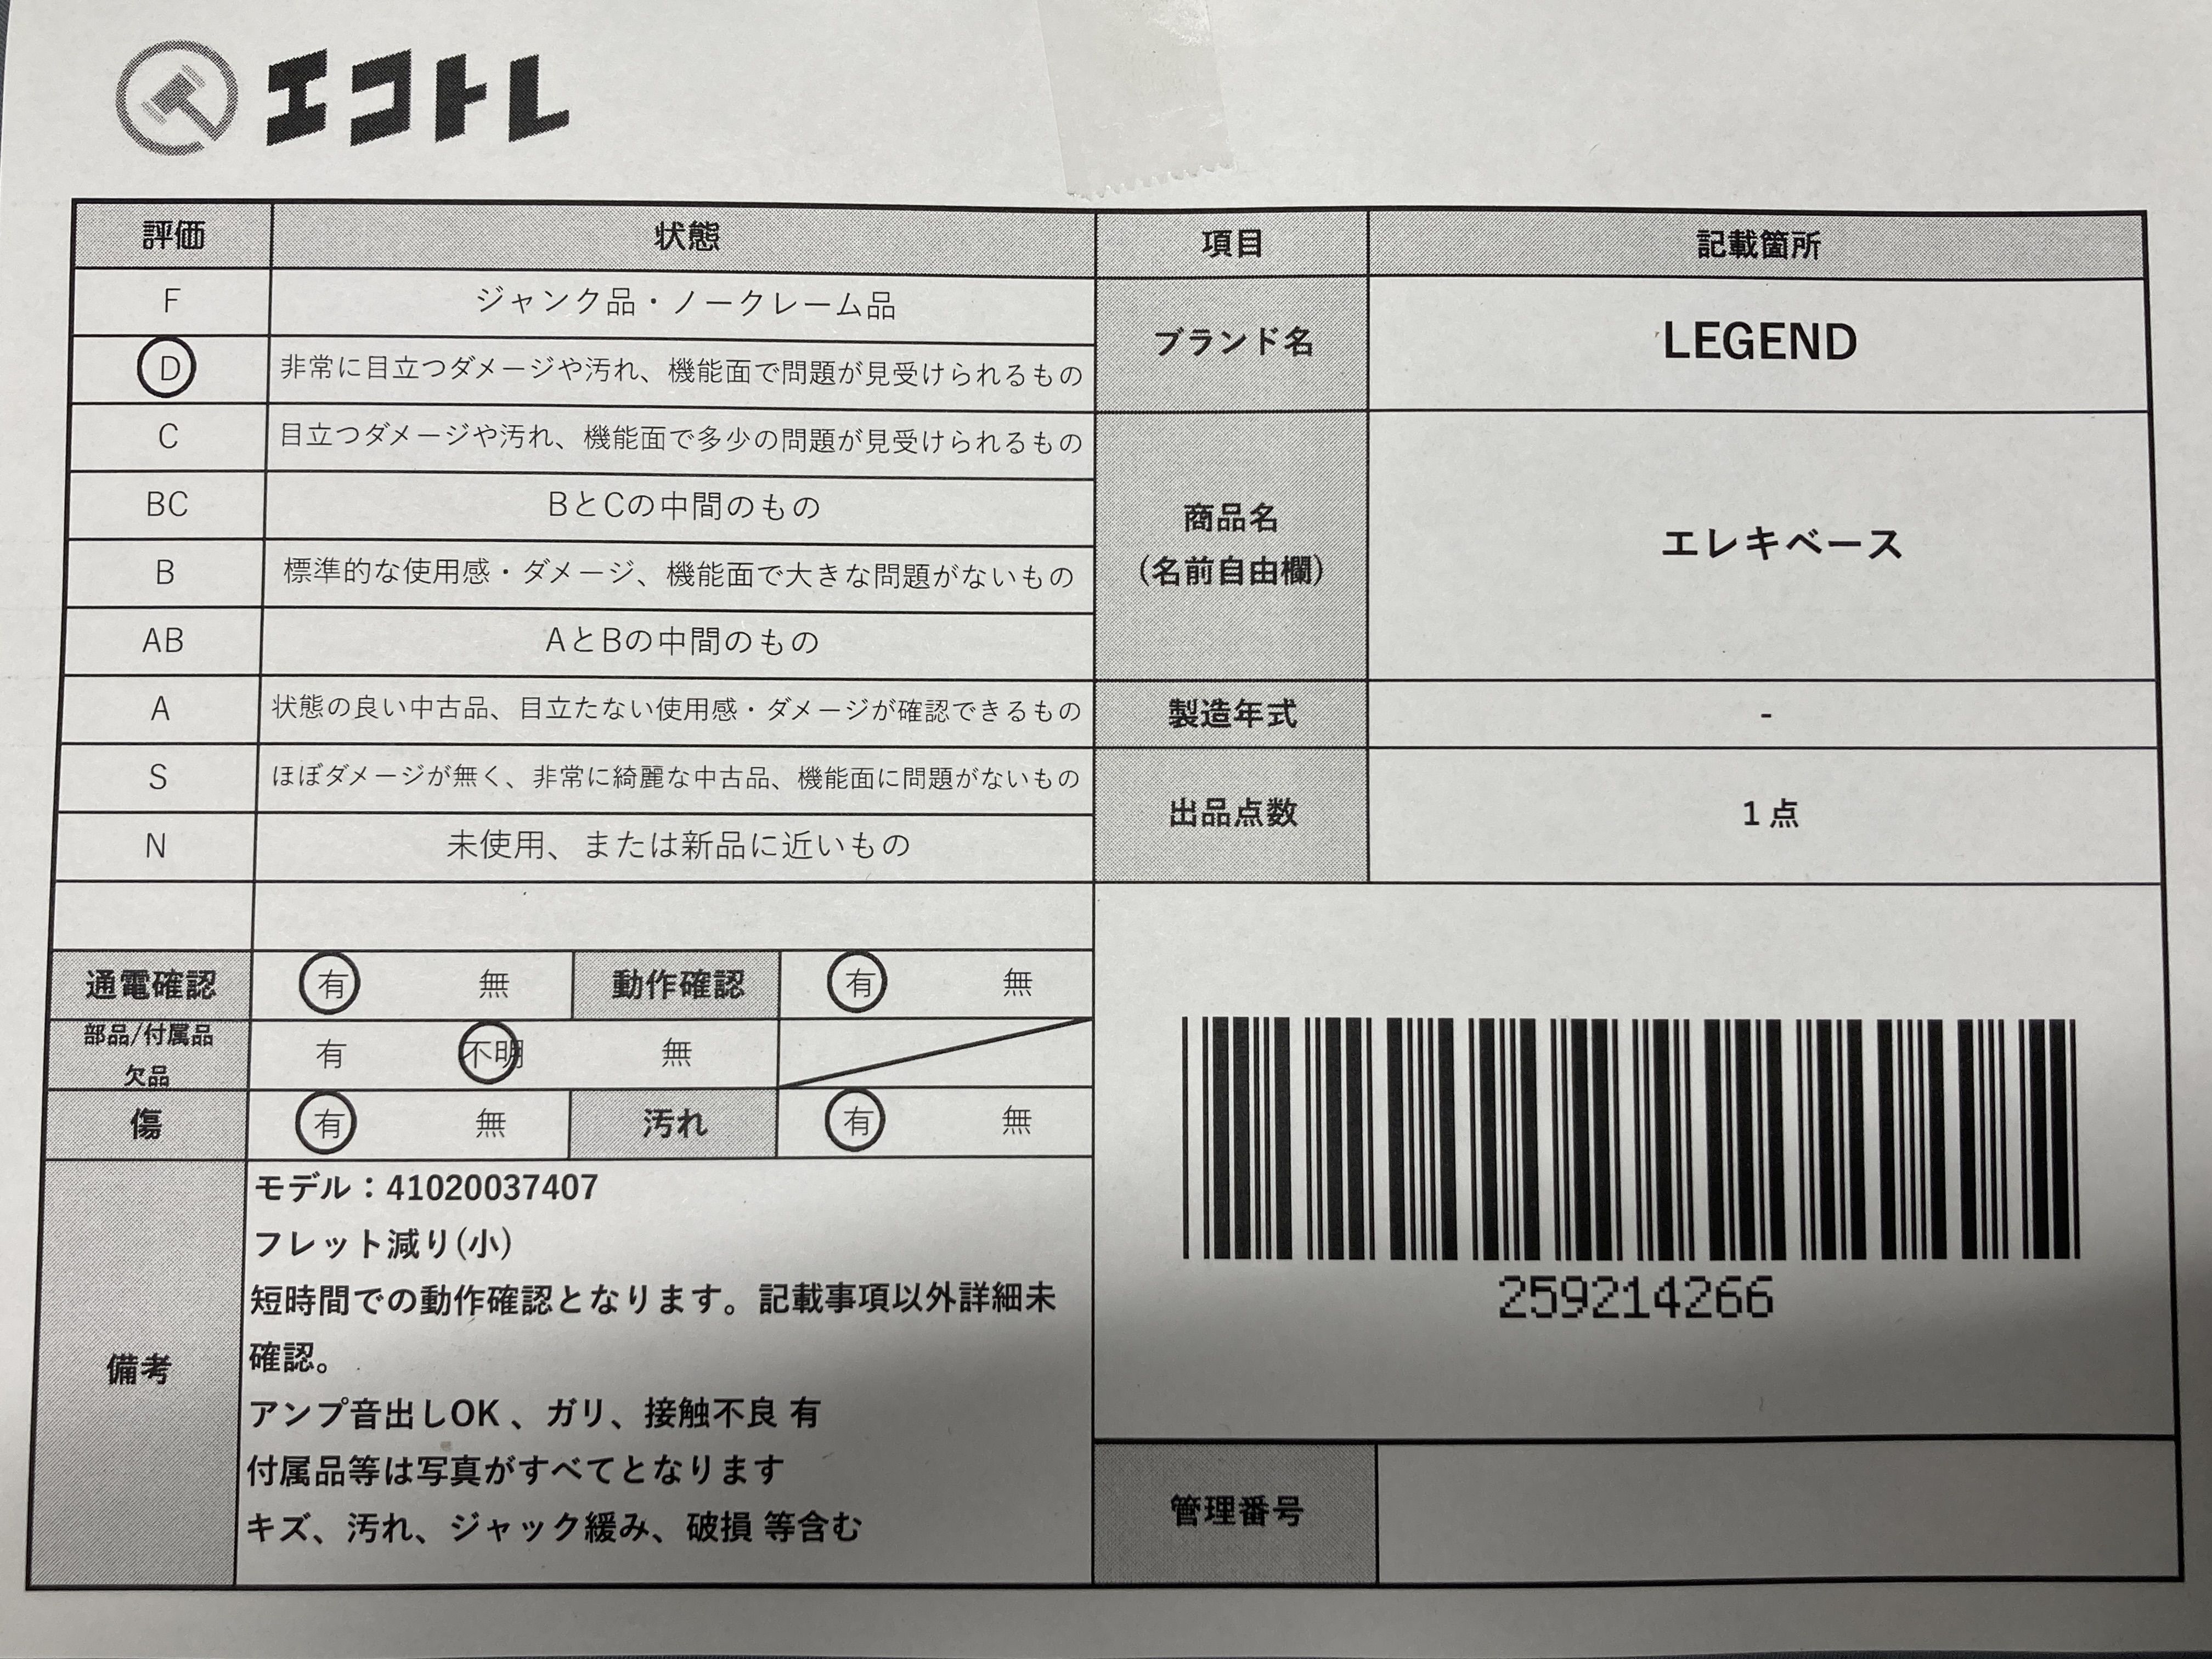 エコトレ
評価 状態 項目 記載箇所
F ジャンク品・ノークレーム品
D 非常に目立つダメージや汚れ、機能面で問題が見受けられるもの
ブランド名 LEGEND
C 目立つダメージや汚れ、機能面で多少の問題が見受けられるもの
BC BとCの中間のもの
商品名
(名前自由欄)
エレキベース
B 標準的な使用感・ダメージ、機能面で大きな問題がないもの
AB AとBの中間のもの
A 状態の良い中古品、目立たない使用感・ダメージが確認できるもの
製造年式 -
S ほぼダメージが無く、非常に綺麗な中古品、機能面に問題がないもの
出品点数 1点
N 未使用、または新品に近いもの
通電確認 有 無 動作確認 有 無
部品/付属品
欠品
有 不明 無
傷 有 無 汚れ 有 無
備考
モデル：41020037407
フレット減り(小)
短時間での動作確認となります。記載事項以外詳細未
確認。
アンプ音出しOK 、ガリ、接触不良 有
付属品等は写真がすべてとなります
キズ、汚れ、ジャック緩み、破損 等含む
259214266
管理番号